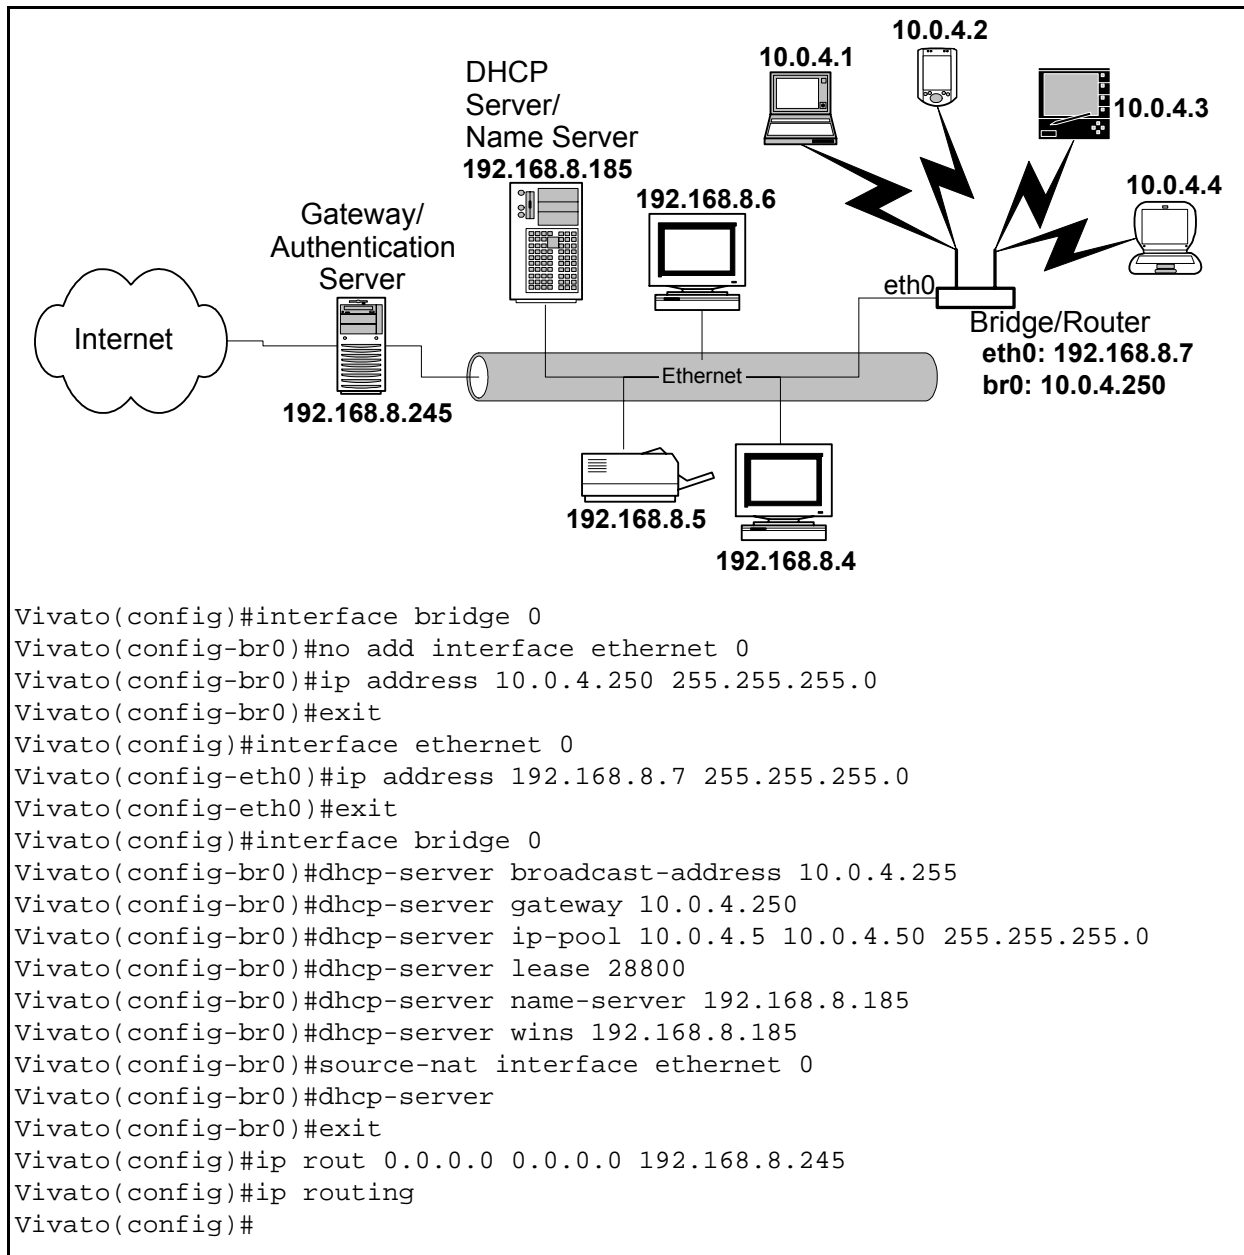 10.0.4.2
10.0.4.1
DHCP
Server/
Name Server
192.168.8.185
10.0.4.3
192.168.8.6
10.0.4.4
Gateway/
Authentication
Server
eth0
Internet
Bridge/Router
eth0: 192.168.8.7
br0: 10.0.4.250
Ethernet
192.168.8.245
192.168.8.5
192.168.8.4
Vivato(config)#interface bridge 0
Vivato(config-br0)#no add interface ethernet 0
Vivato(config-br0)#ip address 10.0.4.250 255.255.255.0
Vivato(config-br0)#exit
Vivato(config)#interface ethernet 0
Vivato(config-eth0)#ip address 192.168.8.7 255.255.255.0
Vivato(config-eth0)#exit
Vivato(config)#interface bridge 0
Vivato(config-br0)#dhcp-server broadcast-address 10.0.4.255
Vivato(config-br0)#dhcp-server gateway 10.0.4.250
Vivato(config-br0)#dhcp-server ip-pool 10.0.4.5 10.0.4.50 255.255.255.0
Vivato(config-br0)#dhcp-server lease 28800
Vivato(config-br0)#dhcp-server name-server 192.168.8.185
Vivato(config-br0)#dhcp-server wins 192.168.8.185
Vivato(config-br0)#source-nat interface ethernet 0
Vivato(config-br0)#dhcp-server
Vivato(config-br0)#exit
Vivato(config)#ip rout 0.0.0.0 0.0.0.0 192.168.8.245
Vivato(config)#ip routing
Vivato(config)#